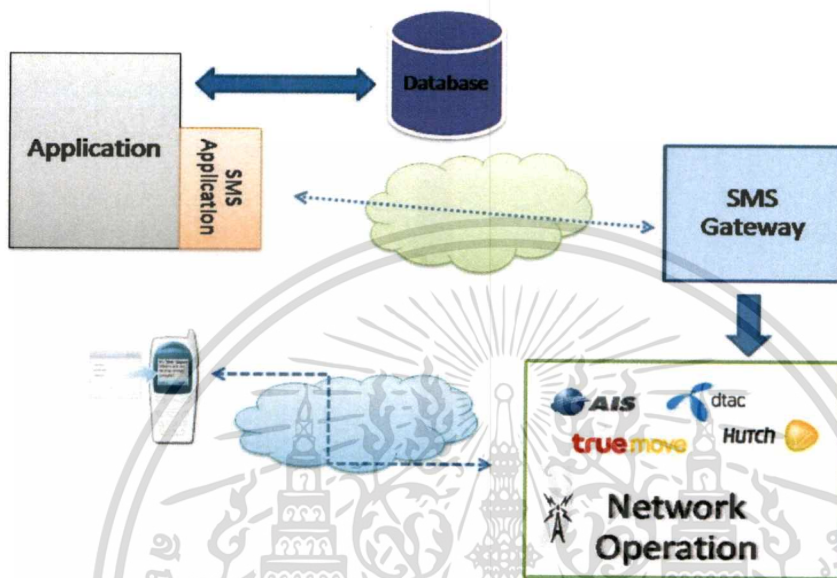 Database
Application
SMS
Application
SMS
Gateway
AIS
dtac
truemove
HUTCH
Network
Operation